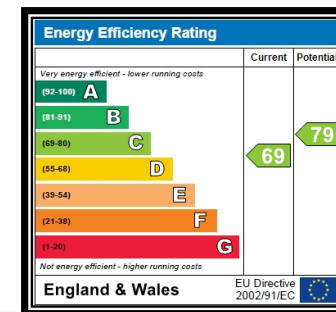 Energy Efficiency Rating
Current Potential
Very energy efficient - lower running costs
(92-100) A
(81-91) B
(69-80) C
(55-68) D
(39-54) E
(21-38) F
(1-20) G
69
79
Not energy efficient - higher running costs
England & Wales
EU Directive
2002/91/EC